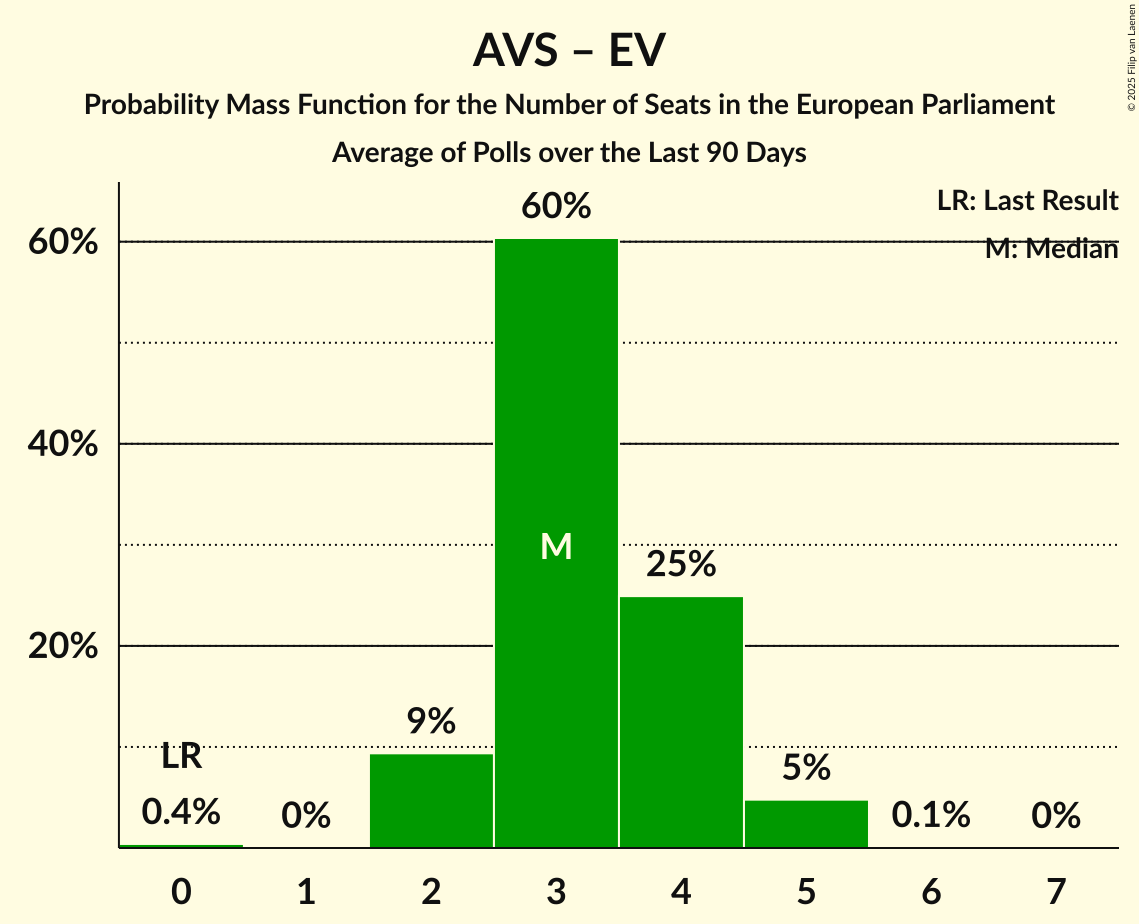 AVS – EV
Probability Mass Function for the Number of Seats in the European Parliament
Average of Polls over the Last 90 Days
© 2025 Filip van Laenen
LR: Last Result
M: Median
60%
40%
20%
LR
0.4%
0%
9%
60%
M
25%
5%
0.1%
0%
0 1 2 3 4 5 6 7